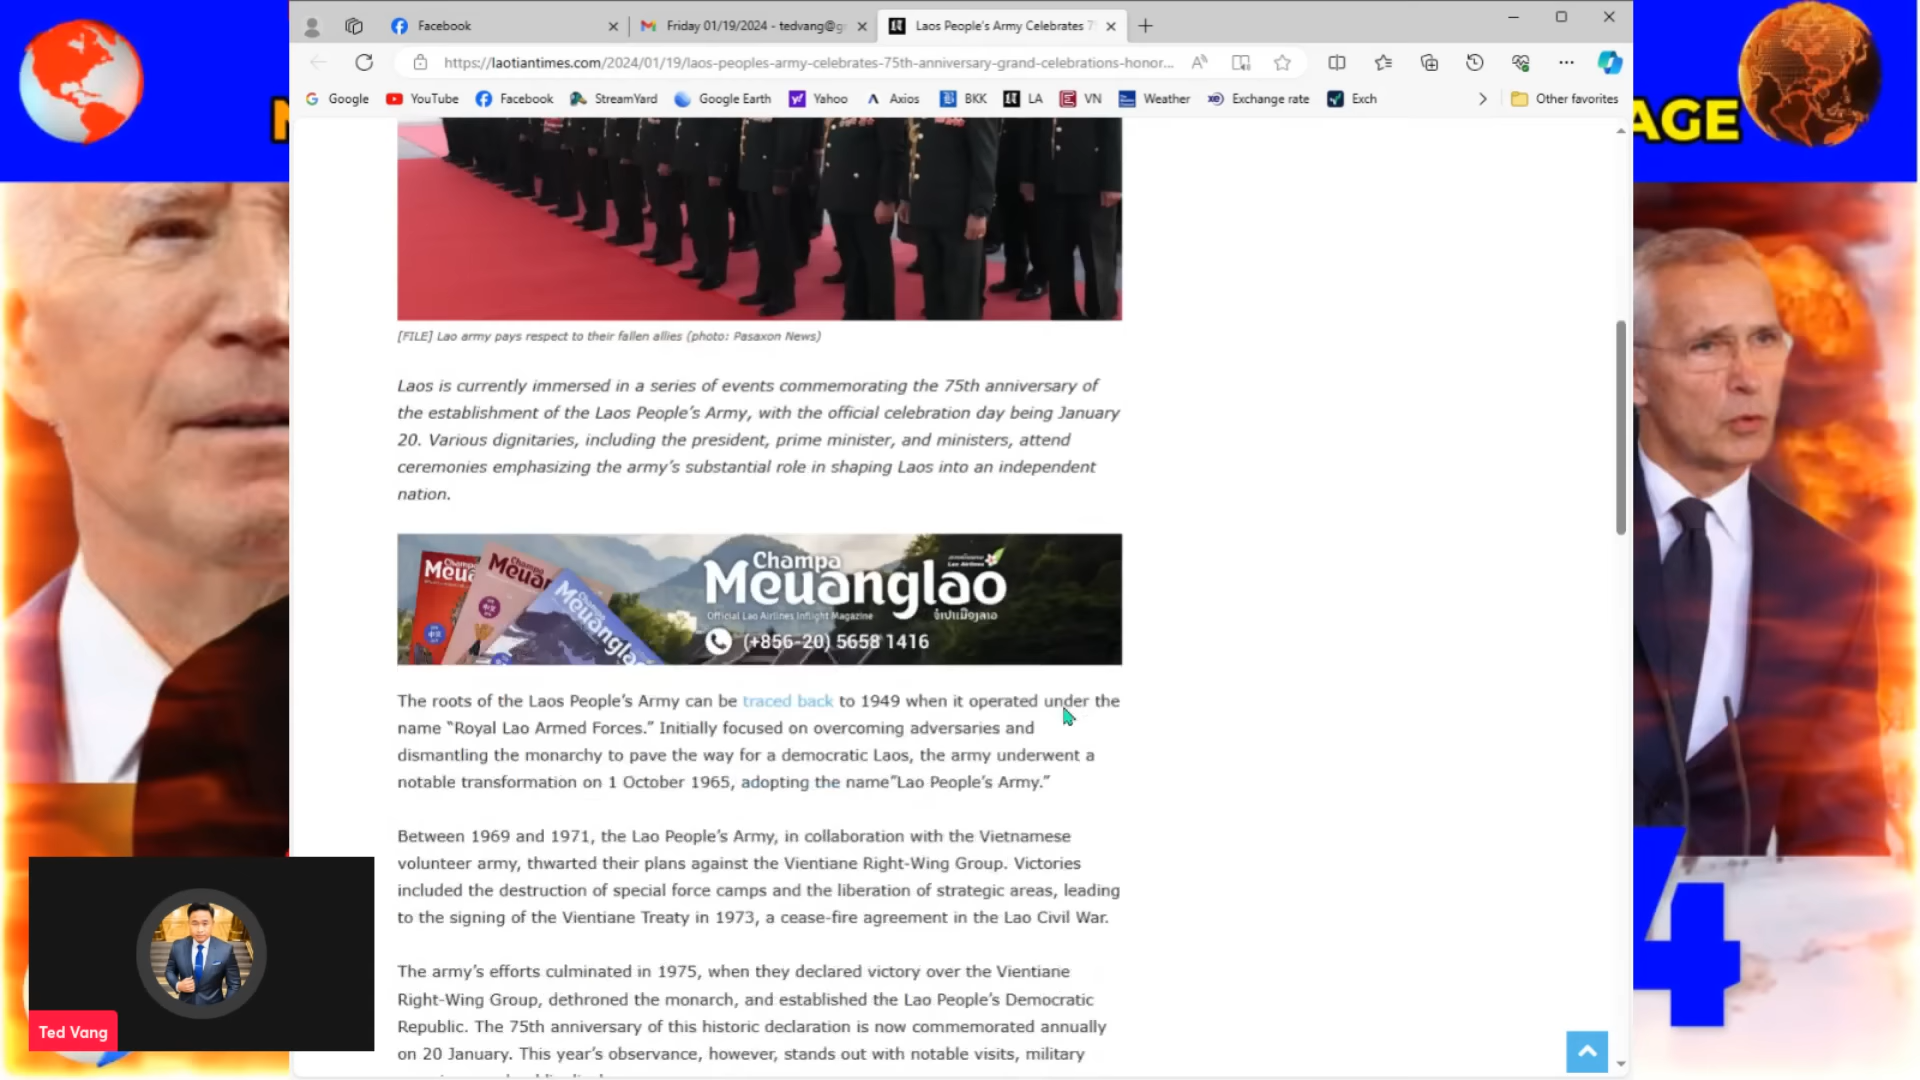 Facebook
Friday 01/19/2024 - tedvang@g
Laos People's Army Celebrates 7
https://laotiantimes.com/2024/01/19/laos-peoples-army-celebrates-75th-anniversary-grand-celebrations-honor...
Google
YouTube
Facebook
StreamYard
Google Earth
Yahoo
Axios
BKK
LA
VN
Weather
Exchange rate
Exch
Other favorites
AGE
[FILE] Lao army pays respect to their fallen allies (photo: Pasaxon News)
Laos is currently immersed in a series of events commemorating the 75th anniversary of
the establishment of the Laos People's Army, with the official celebration day being January
20. Various dignitaries, including the president, prime minister, and ministers, attend
ceremonies emphasizing the army's substantial role in shaping Laos into an independent
nation.
Champa
Meuanglao
Official Lao Airlines Inflight Magazine
ຈຳປາເມືອງລາວ
(+856-20) 5658 1416
The roots of the Laos People's Army can be traced back to 1949 when it operated under the
name "Royal Lao Armed Forces." Initially focused on overcoming adversaries and
dismantling the monarchy to pave the way for a democratic Laos, the army underwent a
notable transformation on 1 October 1965, adopting the name"Lao People's Army."
Between 1969 and 1971, the Lao People's Army, in collaboration with the Vietnamese
volunteer army, thwarted their plans against the Vientiane Right-Wing Group. Victories
included the destruction of special force camps and the liberation of strategic areas, leading
to the signing of the Vientiane Treaty in 1973, a cease-fire agreement in the Lao Civil War.
The army's efforts culminated in 1975, when they declared victory over the Vientiane
Right-Wing Group, dethroned the monarch, and established the Lao People's Democratic
Republic. The 75th anniversary of this historic declaration is now commemorated annually
on 20 January. This year's observance, however, stands out with notable visits, military
Ted Vang
4